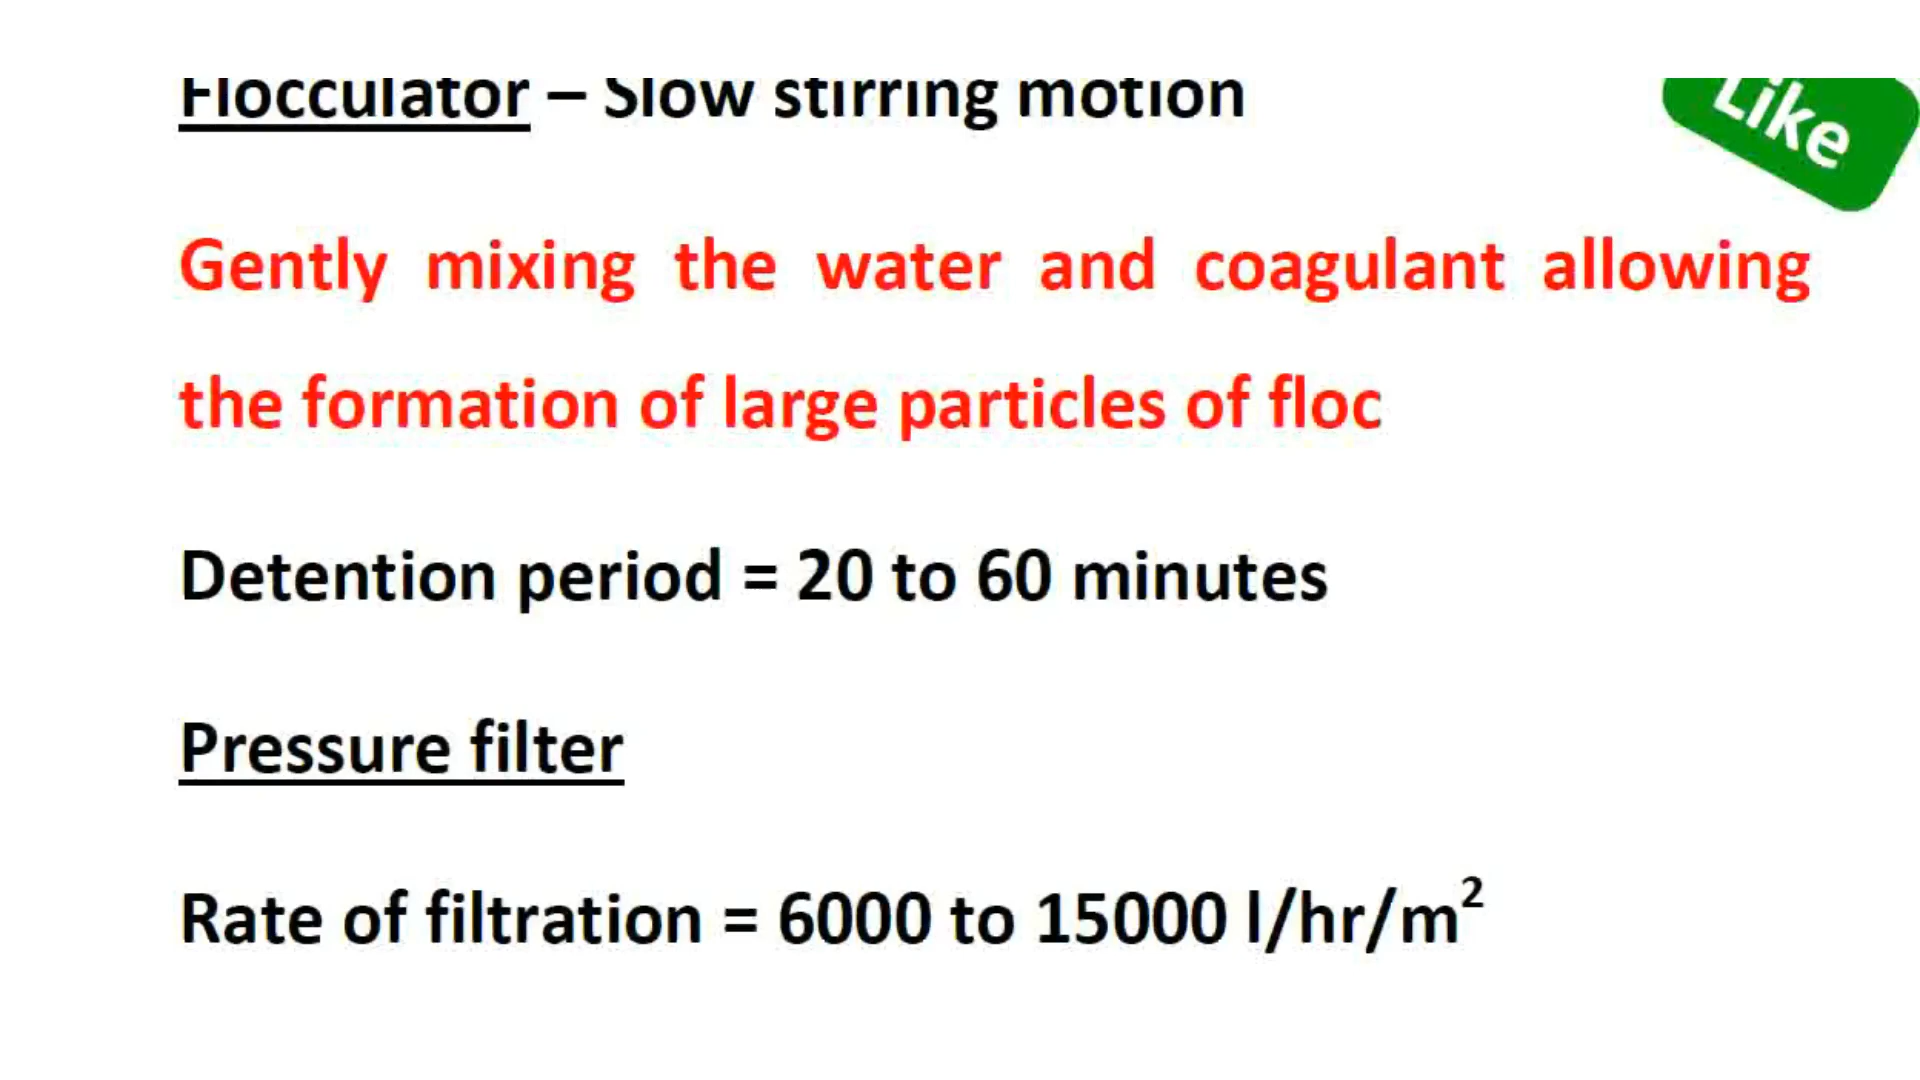 Flocculator – Slow stirring motion
Like
Gently mixing the water and coagulant allowing
the formation of large particles of floc
Detention period = 20 to 60 minutes
Pressure filter
Rate of filtration = 6000 to 15000 l/hr/m²